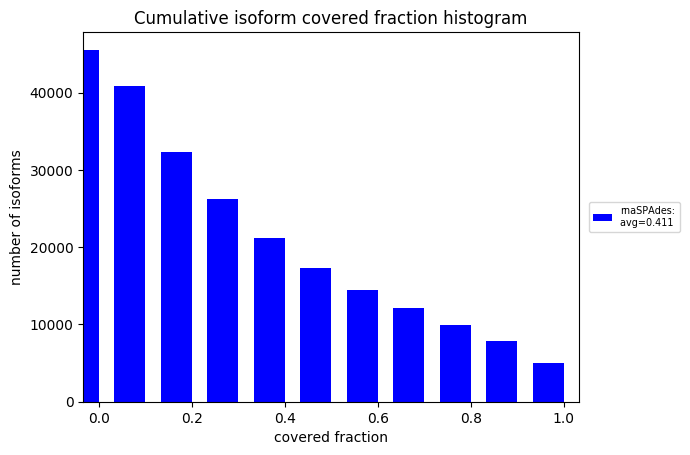 Cumulative isoform covered fraction histogram
number of isoforms
40000
30000
20000
10000
0
0.0 0.2 0.4 0.6 0.8 1.0
covered fraction
rnaSPAdes:
avg=0.411